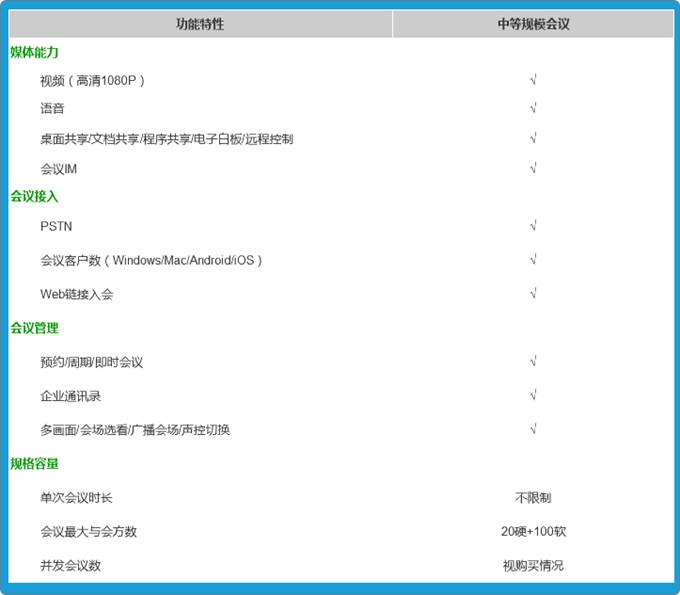 功能特性 中等规模会议
媒体能力
视频（高清1080P） √
语音 √
桌面共享/文档共享/程序共享/电子白板/远程控制 √
会议IM √
会议接入
PSTN √
会议客户数（Windows/Mac/Android/iOS） √
Web链接入会 √
会议管理
预约/周期/即时会议 √
企业通讯录 √
多画面/会场选看/广播会场/声控切换 √
规格容量
单次会议时长 不限制
会议最大与会方数 20硬+100软
并发会议数 视购买情况